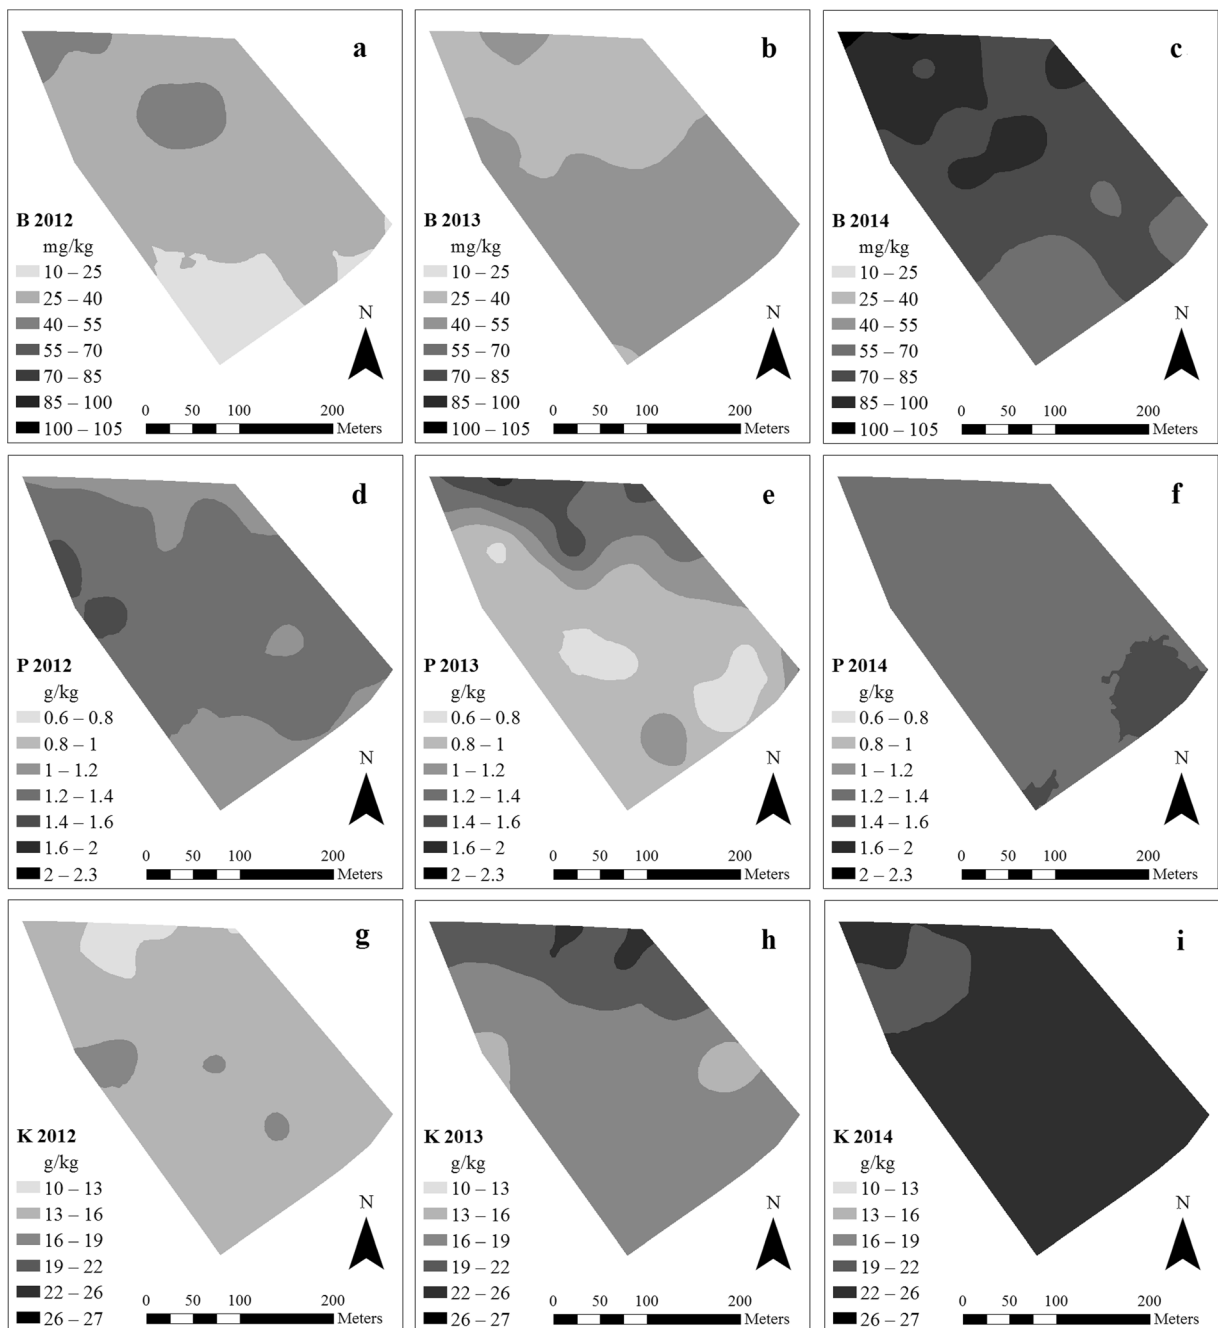 a
B 2012
mg/kg
10 – 25
25 – 40
40 – 55
55 – 70
70 – 85
85 – 100
100 – 105
N
0 50 100 200
Meters
b
B 2013
mg/kg
10 – 25
25 – 40
40 – 55
55 – 70
70 – 85
85 – 100
100 – 105
N
0 50 100 200
Meters
c
B 2014
mg/kg
10 – 25
25 – 40
40 – 55
55 – 70
70 – 85
85 – 100
100 – 105
N
0 50 100 200
Meters
d
P 2012
g/kg
0.6 – 0.8
0.8 – 1
1 – 1.2
1.2 – 1.4
1.4 – 1.6
1.6 – 2
2 – 2.3
N
0 50 100 200
Meters
e
P 2013
g/kg
0.6 – 0.8
0.8 – 1
1 – 1.2
1.2 – 1.4
1.4 – 1.6
1.6 – 2
2 – 2.3
N
0 50 100 200
Meters
f
P 2014
g/kg
0.6 – 0.8
0.8 – 1
1 – 1.2
1.2 – 1.4
1.4 – 1.6
1.6 – 2
2 – 2.3
N
0 50 100 200
Meters
g
K 2012
g/kg
10 – 13
13 – 16
16 – 19
19 – 22
22 – 26
26 – 27
N
0 50 100 200
Meters
h
K 2013
g/kg
10 – 13
13 – 16
16 – 19
19 – 22
22 – 26
26 – 27
N
0 50 100 200
Meters
i
K 2014
g/kg
10 – 13
13 – 16
16 – 19
19 – 22
22 – 26
26 – 27
N
0 50 100 200
Meters